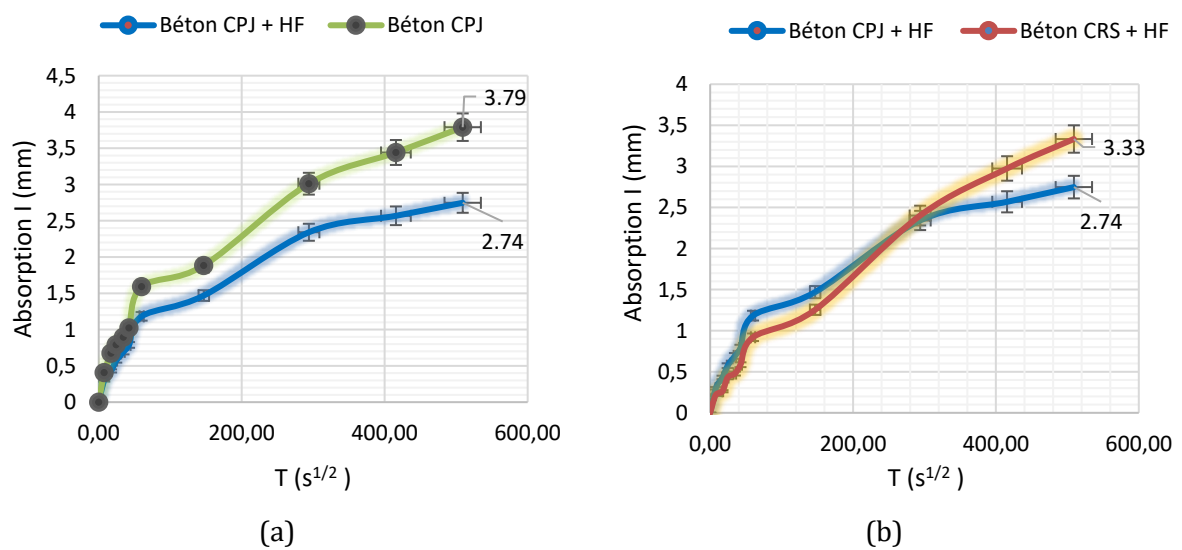 Béton CPJ + HF Béton CPJ
Absorption I (mm)
4,5
4
3,5
3
2,5
2
1,5
1
0,5
0
3.79
2.74
0,00 200,00 400,00 600,00
T (s1/2 )
(a)
Béton CPJ + HF Béton CRS + HF
Absorption I (mm)
4
3,5
3
2,5
2
1,5
1
0,5
0
3.33
2.74
0,00 200,00 400,00 600,00
T (s1/2 )
(b)